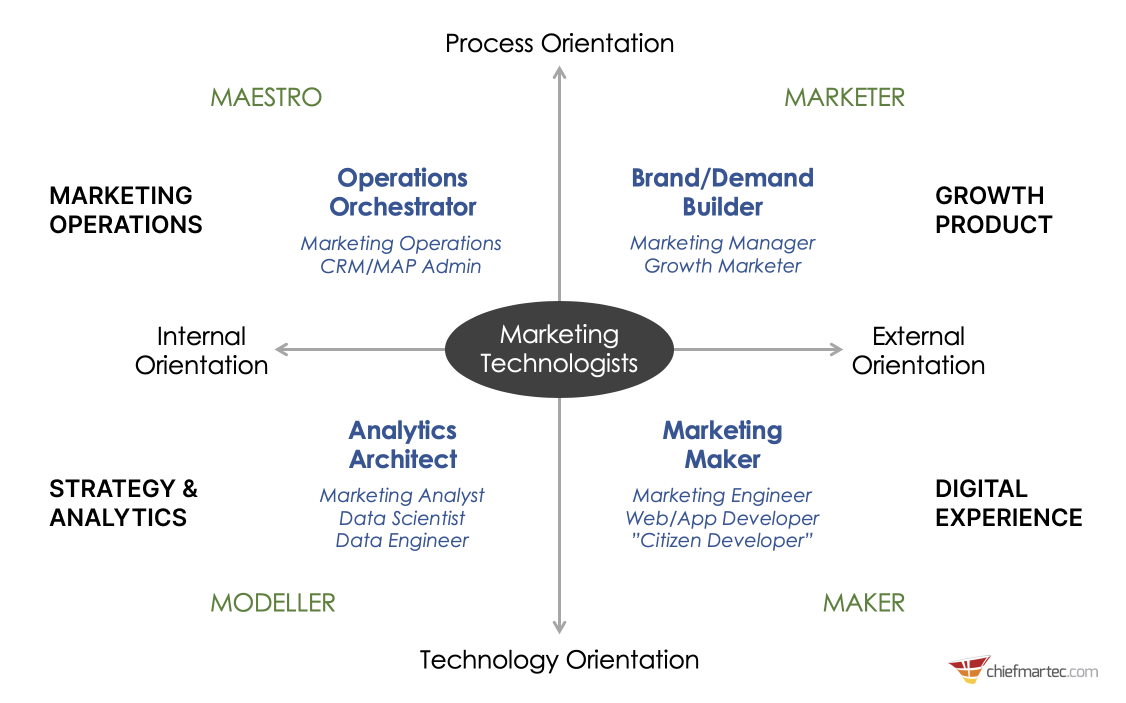 Process Orientation
MAESTRO
MARKETER
MARKETING
OPERATIONS
Operations
Orchestrator
Marketing Operations
CRM/MAP Admin
Brand/Demand
Builder
Marketing Manager
Growth Marketer
GROWTH
PRODUCT
Internal
Orientation
Marketing
Technologists
External
Orientation
STRATEGY &
ANALYTICS
Analytics
Architect
Marketing Analyst
Data Scientist
Data Engineer
Marketing
Maker
Marketing Engineer
Web/App Developer
”Citizen Developer”
DIGITAL
EXPERIENCE
MODELLER
MAKER
Technology Orientation
chiefmartec.com